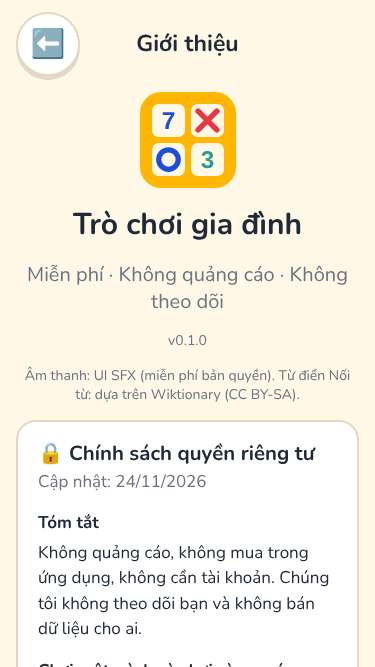 Giới thiệu
7
3
Trò chơi gia đình
Miễn phí · Không quảng cáo · Không
theo dõi
v0.1.0
Âm thanh: UI SFX (miễn phí bản quyền). Từ điển Nối
từ: dựa trên Wiktionary (CC BY-SA).
🔒 Chính sách quyền riêng tư
Cập nhật: 24/11/2026
Tóm tắt
Không quảng cáo, không mua trong
ứng dụng, không cần tài khoản. Chúng
tôi không theo dõi bạn và không bán
dữ liệu cho ai.